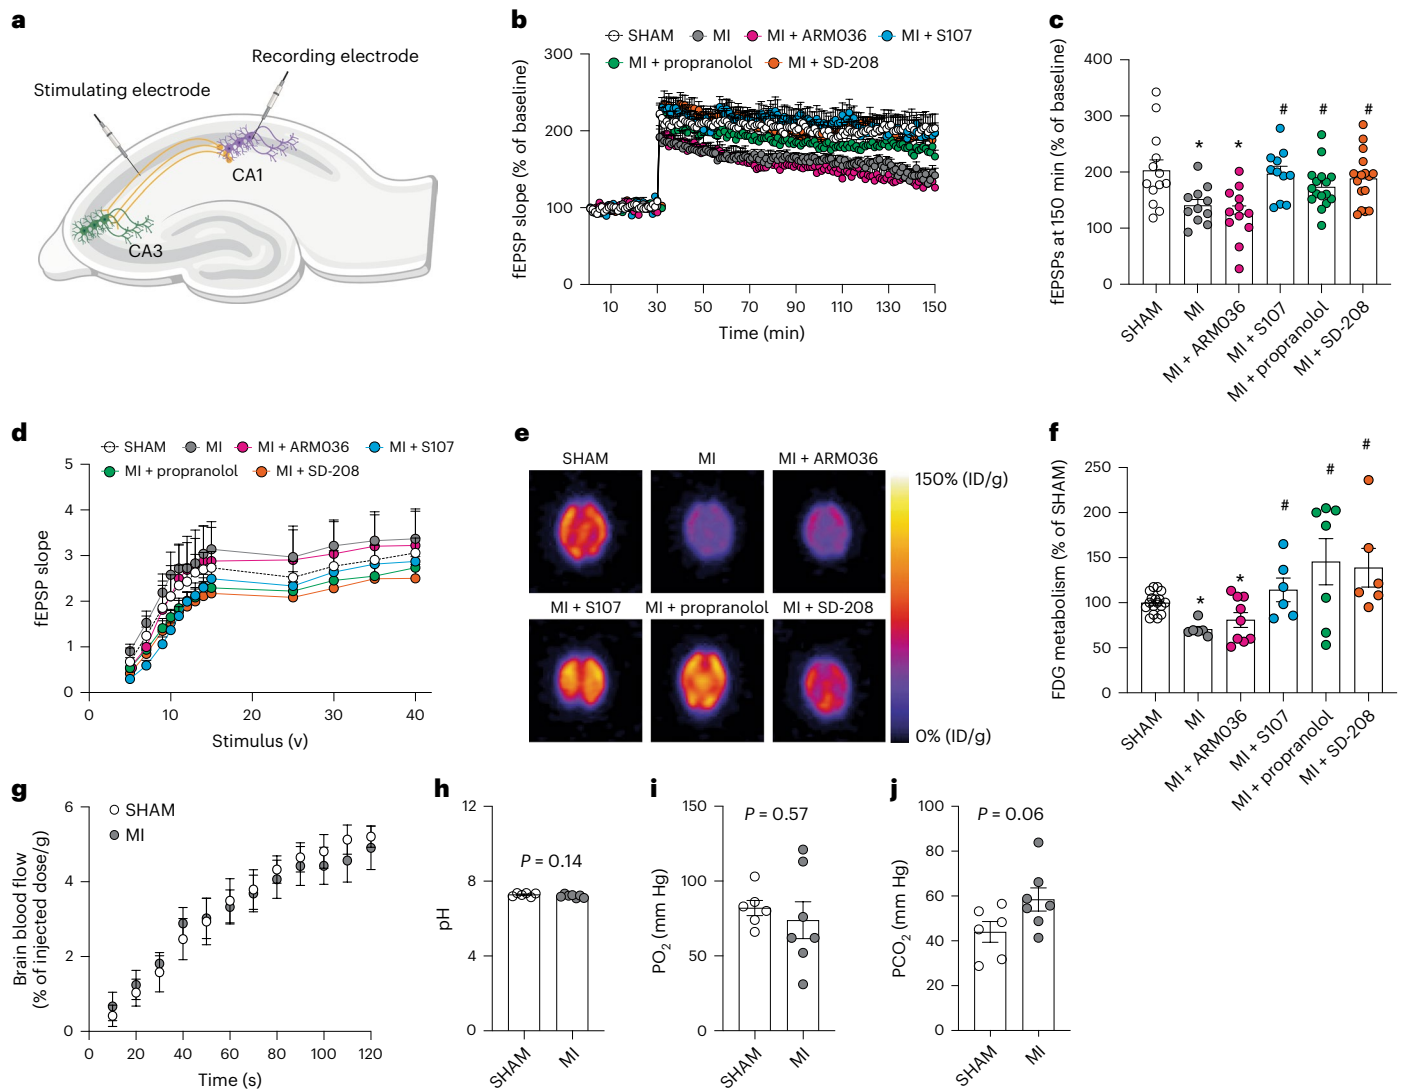 a
Stimulating electrode
Recording electrode
CA1
CA3
b
SHAM MI MI + ARM036 MI + S107
MI + propranolol MI + SD-208
fEPSP slope (% of baseline)
300
200
100
0
10 30 50 70 90 110 130 150
Time (min)
c
fEPSPs at 150 min (% of baseline)
400
300
200
100
0
* * # # #
SHAM
MI
MI + ARM036
MI + S107
MI + propranolol
MI + SD-208
d
SHAM MI MI + ARM036 MI + S107
MI + propranolol MI + SD-208
fEPSP slope
5
4
3
2
1
0
0 10 20 30 40
Stimulus (v)
e
SHAM MI MI + ARM036
MI + S107 MI + propranolol MI + SD-208
150% (ID/g)
0% (ID/g)
f
FDG metabolism (% of SHAM)
250
200
150
100
50
0
* * # # #
SHAM
MI
MI + ARM036
MI + S107
MI + propranolol
MI + SD-208
g
SHAM
MI
Brain blood flow
(% of injected dose/g)
6
4
2
0
0 20 40 60 80 100 120
Time (s)
h
pH
12
8
4
0
P = 0.14
SHAM
MI
i
PO2 (mm Hg)
150
100
50
0
P = 0.57
SHAM
MI
j
PCO2 (mm Hg)
100
80
60
40
20
0
P = 0.06
SHAM
MI